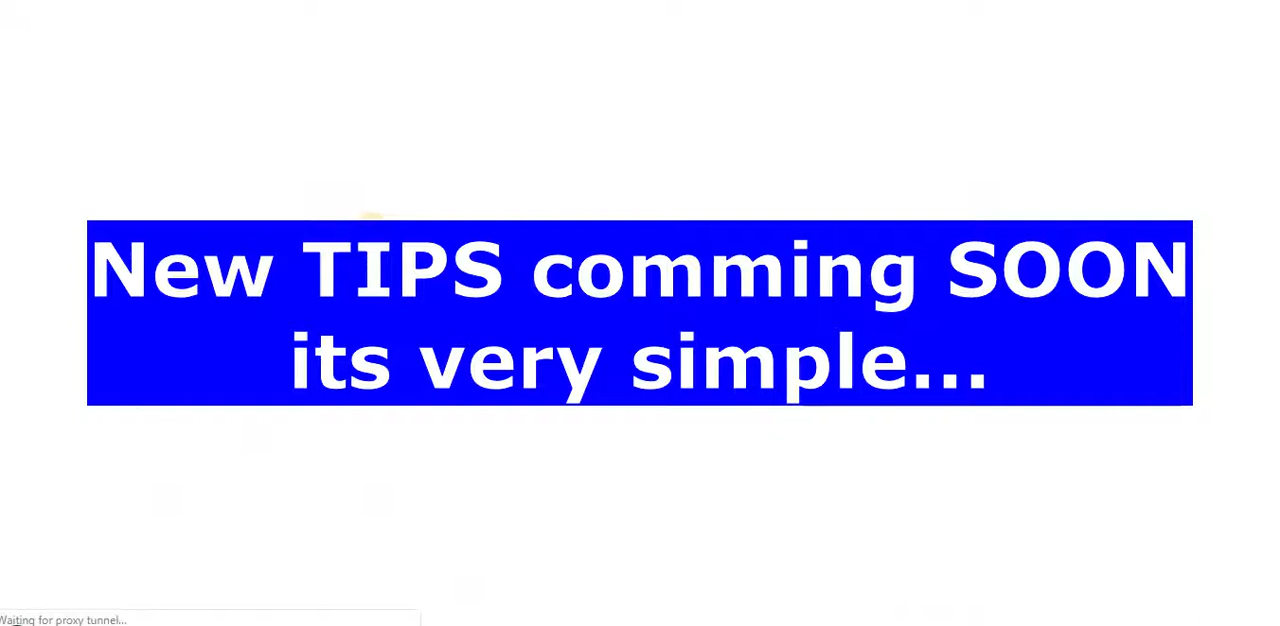 New TIPS comming SOON
its very simple...
Waiting for proxy tunnel...